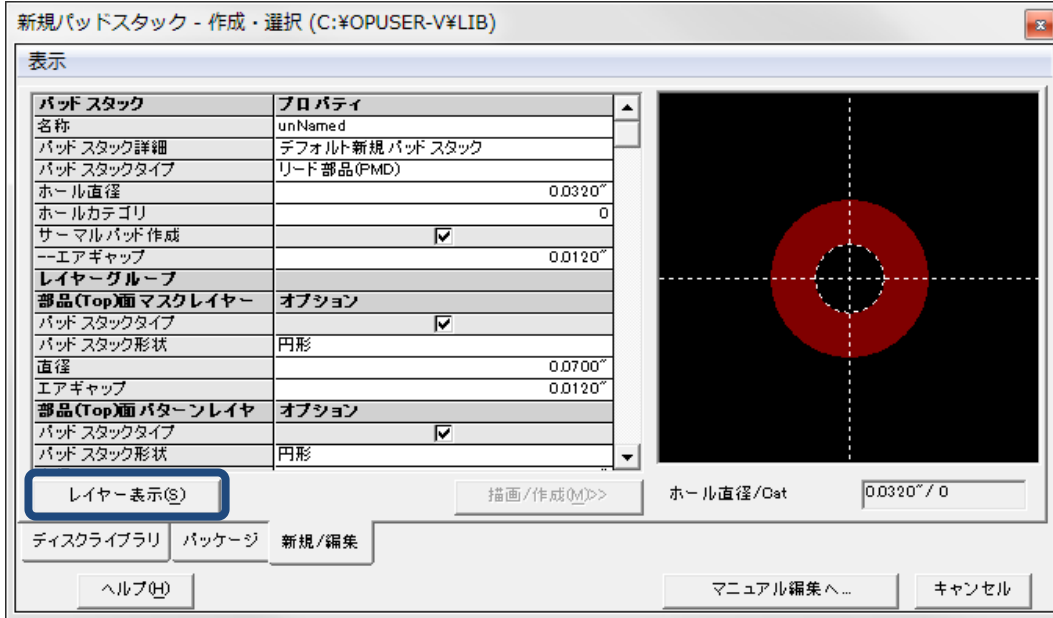 新規パッドスタック - 作成・選択 (C:¥OPUSER-V¥LIB)
表示
パッド スタック プロパティ
名称 unNamed
パッド スタック詳細 デフォルト新規 パッド スタック
パッド スタックタイプ リード部品(PMD)
ホール直径 0.0320"
ホールカテゴリ 0
サーマルパッド作成
--エアギャップ 0.0120"
レイヤーグループ
部品(Top)面マスクレイヤー オプション
パッド スタックタイプ
パッド スタック形状 円形
直径 0.0700"
エアギャップ 0.0120"
部品(Top)面パターンレイヤ オプション
パッド スタックタイプ
パッド スタック形状 円形
レイヤー表示(S) 描画/作成(M)>> ホール直径/Cat 0.0320"/ 0
ディスクライブラリ パッケージ 新規/編集
ヘルプ(H) マニュアル編集へ... キャンセル